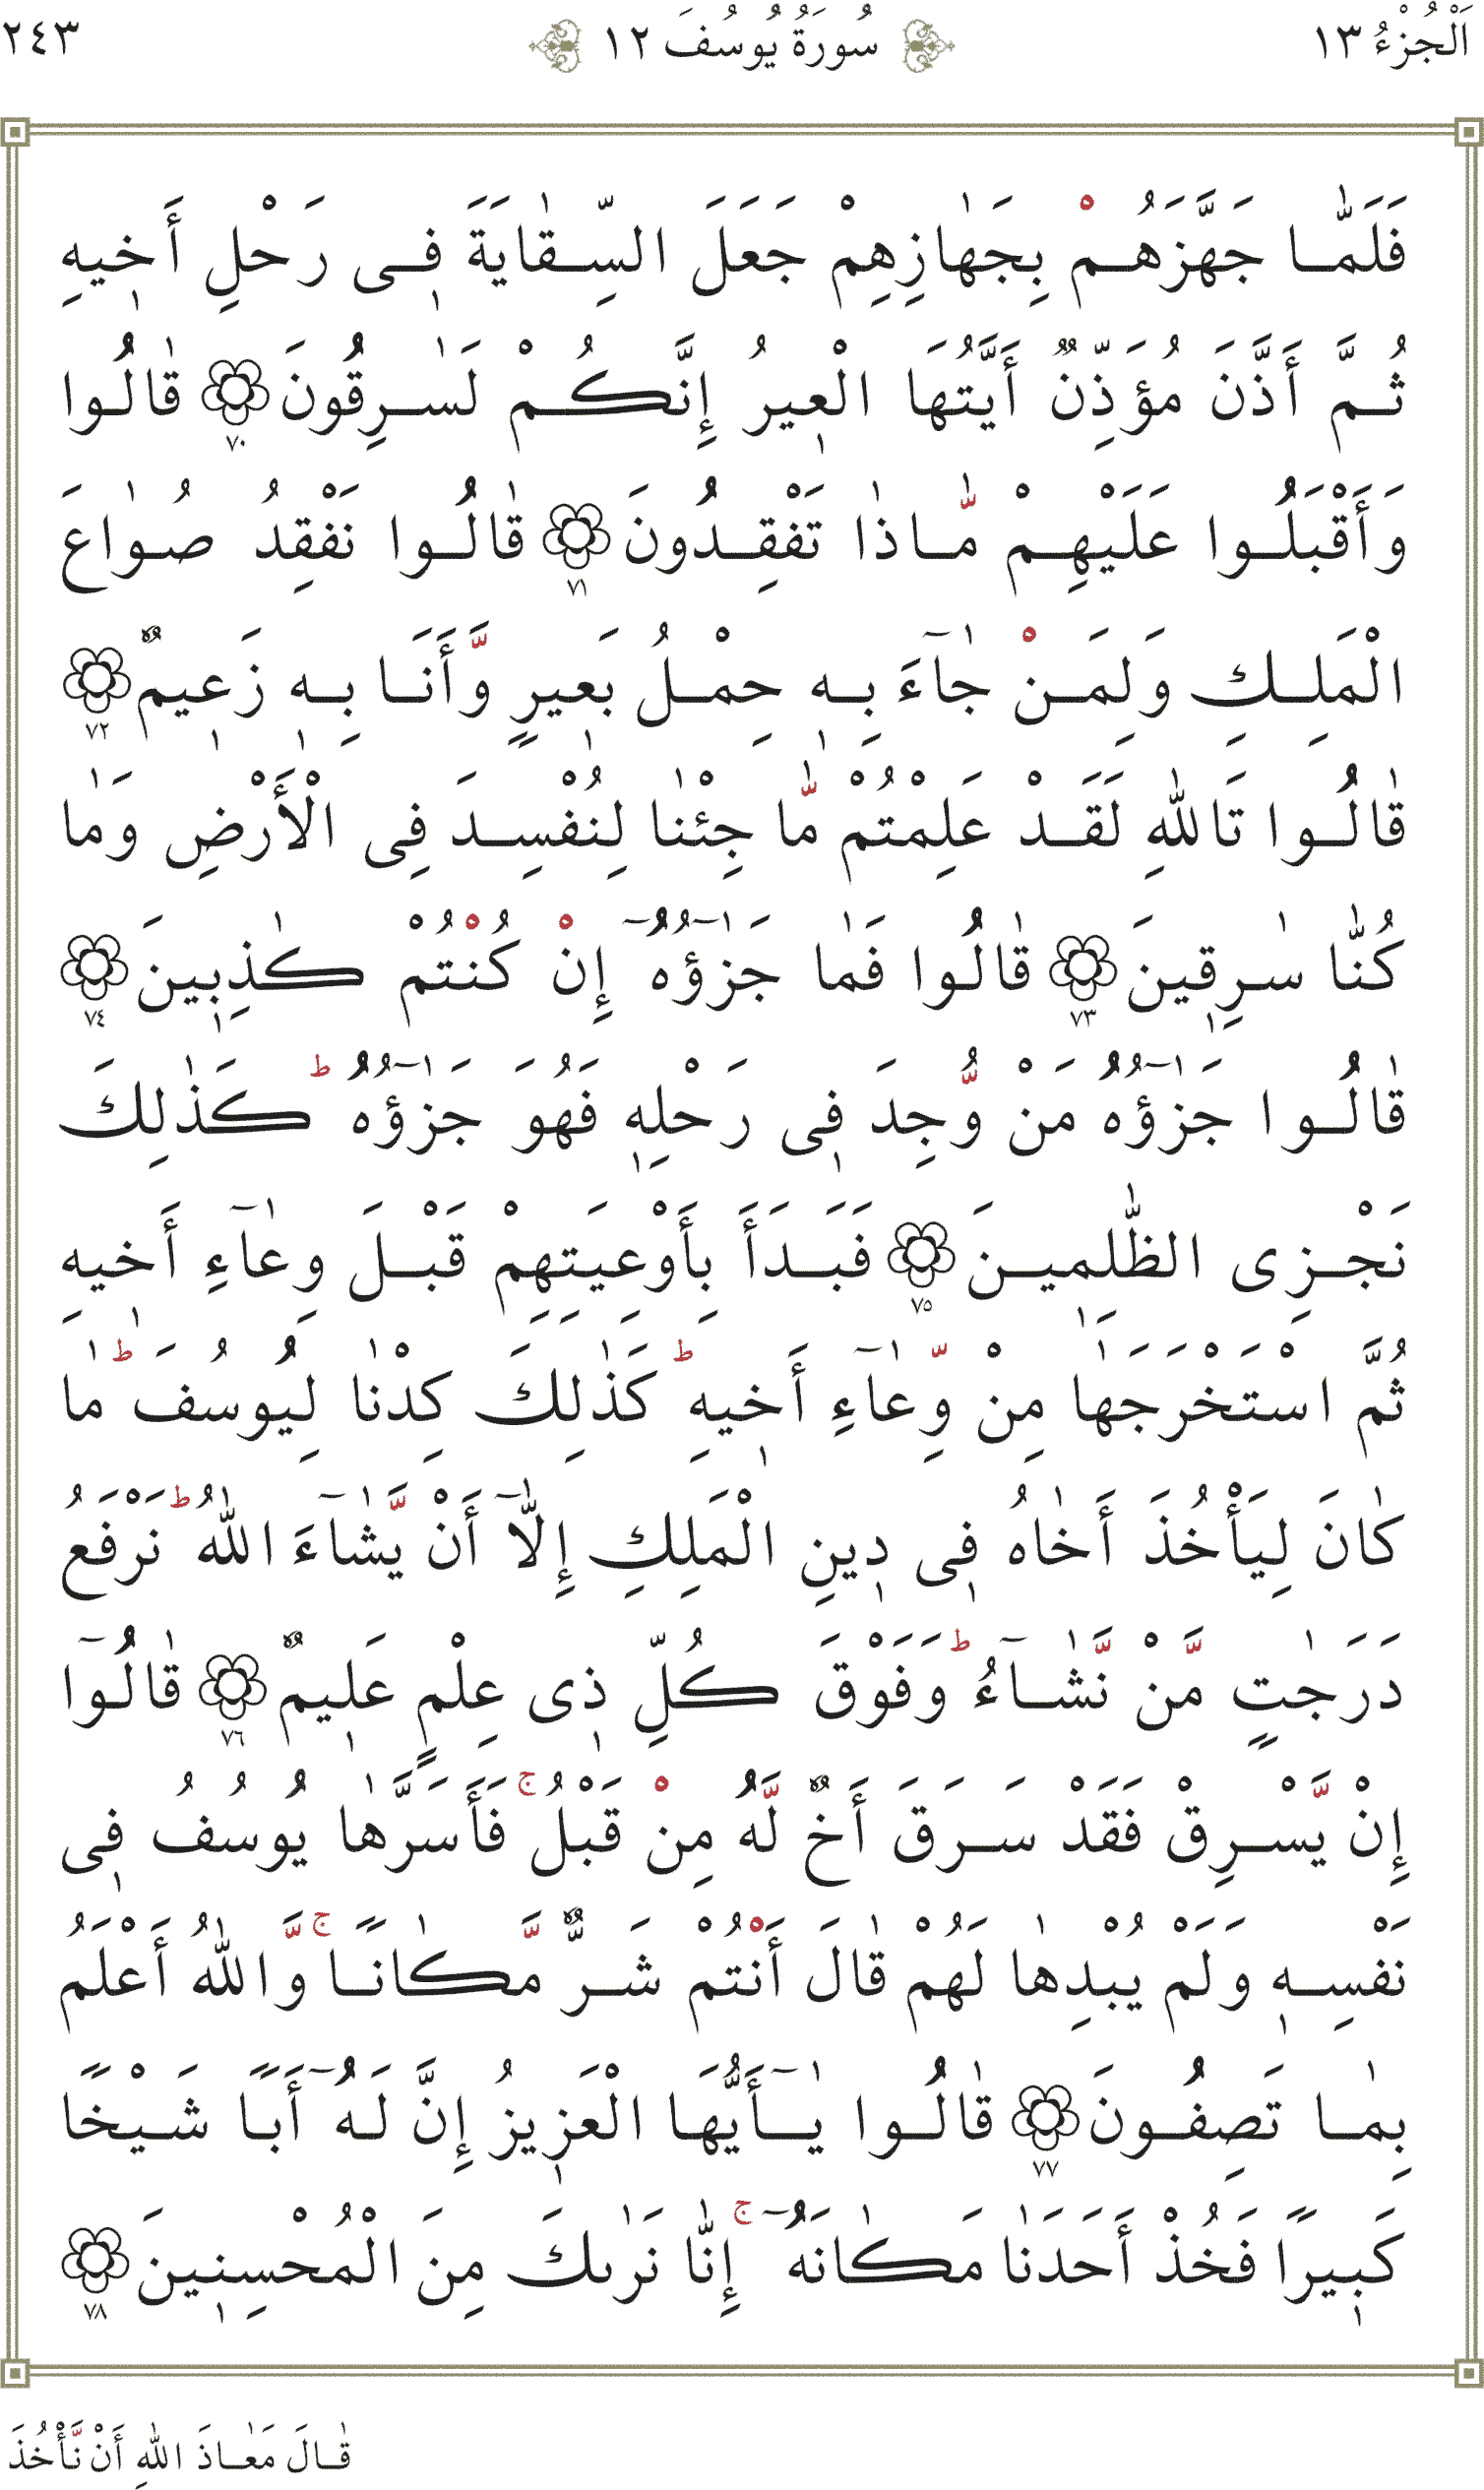 اَلْجُزْءُ ١٣ سُورَةُ يُوسُفَ ١٢ ٢٤٣
فَلَمّٰا جَهَّزَهُمْ بِجَهٰازِهِمْ جَعَلَ السِّقٰايَةَ فٖى رَحْلِ أَخٖيهِ
ثُمَّ أَذَّنَ مُؤَذِّنٌ أَيَّتُهَا الْعٖيرُ إِنَّكُمْ لَسٰرِقُونَ ٧٠ قٰالُوا
وَأَقْبَلُوا عَلَيْهِمْ مّٰاذٰا تَفْقِدُونَ ٧١ قٰالُوا نَفْقِدُ صُوٰاعَ
الْمَلِكِ وَلِمَنْ جٰآءَ بِهٖ حِمْلُ بَعٖيرٍ وَّأَنَا بِهٖ زَعٖيمٌ ٧٢
قٰالُوا تَاللّٰهِ لَقَدْ عَلِمْتُمْ مّٰا جِئْنٰا لِنُفْسِدَ فِى الْأَرْضِ وَمٰا
كُنّٰا سٰرِقٖينَ ٧٣ قٰالُوا فَمٰا جَزٰٓؤُهُٓ إِنْ كُنْتُمْ كٰذِبٖينَ ٧٤
قٰالُوا جَزٰٓؤُهُ مَنْ وُّجِدَ فٖى رَحْلِهٖ فَهُوَ جَزٰٓؤُهُ ؕ كَذٰلِكَ
نَجْزِى الظّٰلِمٖينَ ٧٥ فَبَدَأَ بِأَوْعِيَتِهِمْ قَبْلَ وِعٰآءِ أَخٖيهِ
ثُمَّ اسْتَخْرَجَهٰا مِنْ وِّعٰآءِ أَخٖيهِ ؕ كَذٰلِكَ كِدْنٰا لِيُوسُفَ ؕ مٰا
كٰانَ لِيَأْخُذَ أَخٰاهُ فٖى دٖينِ الْمَلِكِ إِلّٰآ أَنْ يَّشٰآءَ اللّٰهُ ؕ نَرْفَعُ
دَرَجٰتٍ مَّنْ نَّشٰآءُ ؕ وَفَوْقَ كُلِّ ذٖى عِلْمٍ عَلٖيمٌ ٧٦ قٰالُوٓا
إِنْ يَّسْرِقْ فَقَدْ سَرَقَ أَخٌ لَّهُ مِنْ قَبْلُ ۚ فَأَسَرَّهٰا يُوسُفُ فٖى
نَفْسِهٖ وَلَمْ يُبْدِهٰا لَهُمْ قٰالَ أَنْتُمْ شَرٌّ مَّكٰانًا ۚ وَّاللّٰهُ أَعْلَمُ
بِمٰا تَصِفُونَ ٧٧ قٰالُوا يٰٓأَيُّهَا الْعَزٖيزُ إِنَّ لَهُٓ أَبًا شَيْخًا
كَبٖيرًا فَخُذْ أَحَدَنٰا مَكٰانَهُٓ ۚ إِنّٰا نَرٰىكَ مِنَ الْمُحْسِنٖينَ ٧٨
قٰالَ مَعٰاذَ اللّٰهِ أَنْ نَّأْخُذَ